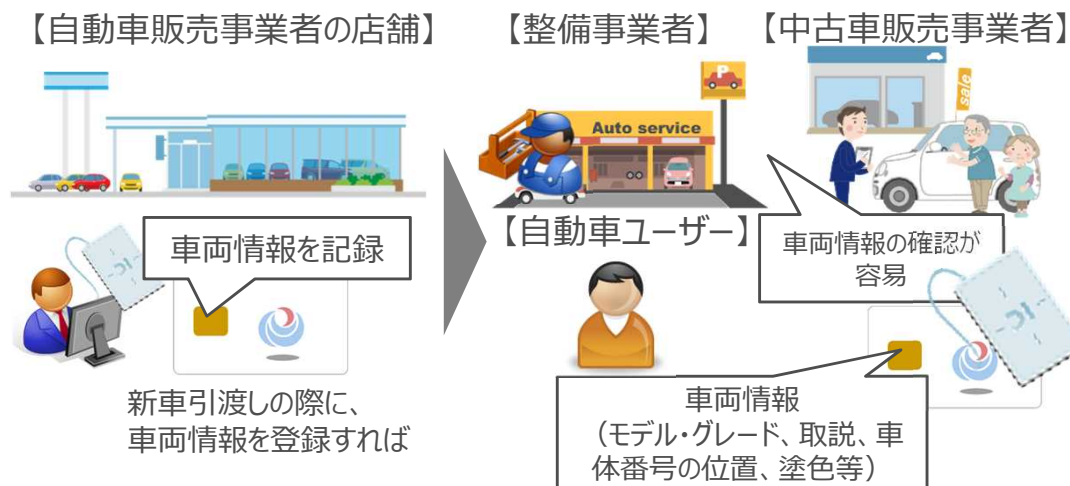 【自動車販売事業者の店舗】
【整備事業者】
【中古車販売事業者】
P
sale
Auto service
車両情報を記録
【自動車ユーザー】
車両情報の確認が
容易
IC
新車引渡しの際に、
車両情報を登録すれば
車両情報
（モデル・グレード、取説、車
体番号の位置、塗色等）